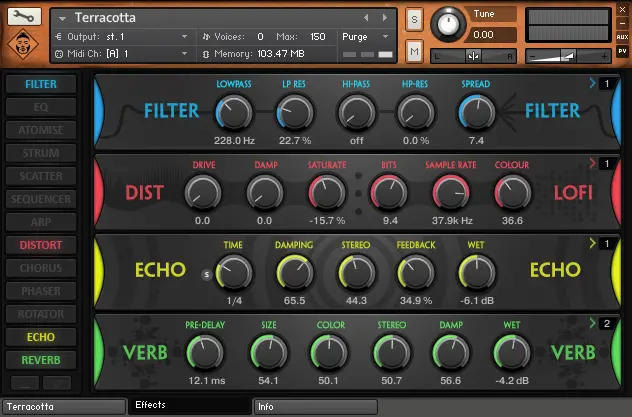 Terracotta
Output: st.1 Voices: 0 Max: 150 Purge
Midi Ch: [A] 1 Memory: 103.47 MB
S
M
Tune
0.00
L R
- +
AUX
PV
FILTER
EQ
ATOMISE
STRUM
SCATTER
SEQUENCER
ARP
DISTORT
CHORUS
PHASER
ROTATOR
ECHO
REVERB
LOWPASS LP RES HI-PASS HP-RES SPREAD 1
FILTER FILTER
228.0 Hz 22.7 % off 0.0 % 7.4
DRIVE DAMP SATURATE BITS SAMPLE RATE COLOUR 1
DIST LOFI
0.0 0.0 -15.7 % 9.4 37.9k Hz 36.6
TIME DAMPING STEREO FEEDBACK WET 1
ECHO S ECHO
1/4 65.5 44.3 34.9 % -6.1 dB
PRE-DELAY SIZE COLOR STEREO DAMP WET 2
VERB VERB
12.1 ms 54.1 50.1 50.7 56.6 -4.2 dB
Terracotta Effects Info